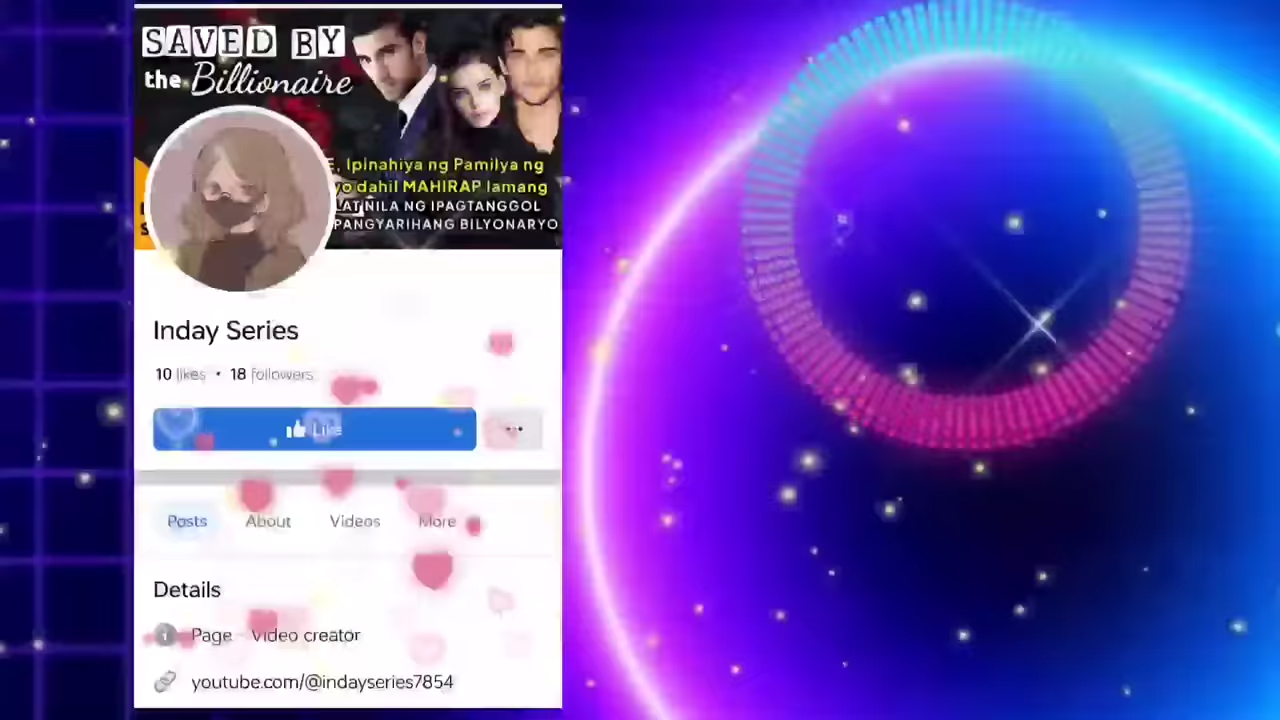 SAVED BY
the Billionaire
E, Ipinahiya ng Pamilya ng
yo dahil MAHIRAP lamang
LAT NILA NG IPAGTANGGOL
PANGYARIHANG BILYONARYO
Inday Series
10 likes • 18 followers
Like
Posts About Videos More
Details
Page · Video creator
youtube.com/@indayseries7854